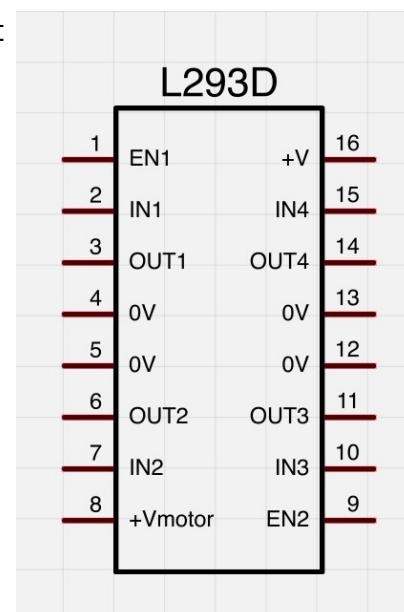 L293D
1 EN1 +V 16
2 IN1 IN4 15
3 OUT1 OUT4 14
4 0V 0V 13
5 0V 0V 12
6 OUT2 OUT3 11
7 IN2 IN3 10
8 +Vmotor EN2 9